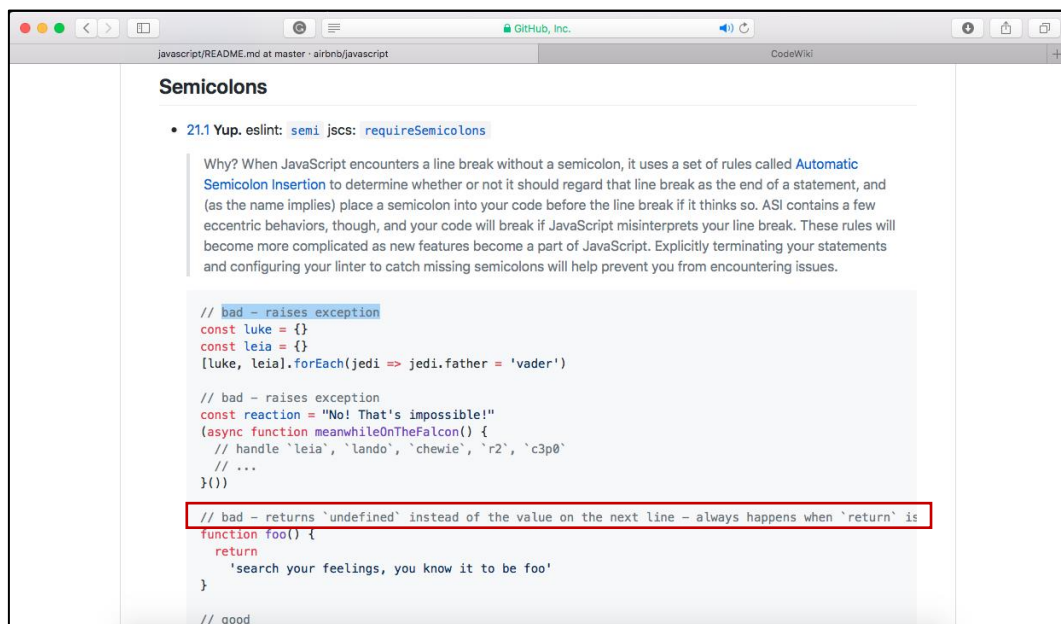 GitHub, Inc.
javascript/README.md at master · airbnb/javascript
CodeWiki
Semicolons
21.1 Yup. eslint: semi jscs: requireSemicolons
Why? When JavaScript encounters a line break without a semicolon, it uses a set of rules called Automatic
Semicolon Insertion to determine whether or not it should regard that line break as the end of a statement, and
(as the name implies) place a semicolon into your code before the line break if it thinks so. ASI contains a few
eccentric behaviors, though, and your code will break if JavaScript misinterprets your line break. These rules will
become more complicated as new features become a part of JavaScript. Explicitly terminating your statements
and configuring your linter to catch missing semicolons will help prevent you from encountering issues.
// bad – raises exception
const luke = {}
const leia = {}
[luke, leia].forEach(jedi => jedi.father = 'vader')
// bad – raises exception
const reaction = "No! That's impossible!"
(async function meanwhileOnTheFalcon() {
// handle `leia`, `lando`, `chewie`, `r2`, `c3p0`
// ...
}())
// bad – returns `undefined` instead of the value on the next line – always happens when `return` is
function foo() {
return
'search your feelings, you know it to be foo'
}
// good